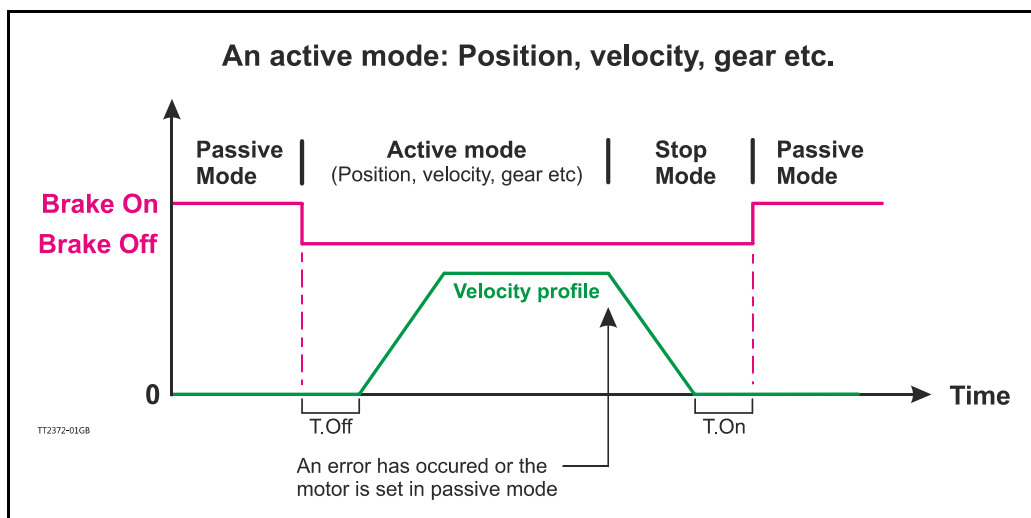 An active mode: Position, velocity, gear etc.
Passive
Mode
Active mode
(Position, velocity, gear etc)
Stop
Mode
Passive
Mode
Brake On
Brake Off
Velocity profile
0
Time
T.Off
T.On
TT2372-01GB
An error has occured or the
motor is set in passive mode